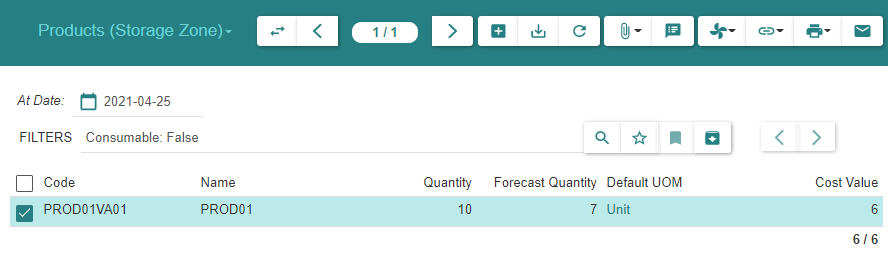 Products (Storage Zone)
1 / 1
At Date: 2021-04-25
FILTERS Consumable: False
Code Name Quantity Forecast Quantity Default UOM Cost Value
PROD01VA01 PROD01 10 7 Unit 6
6 / 6